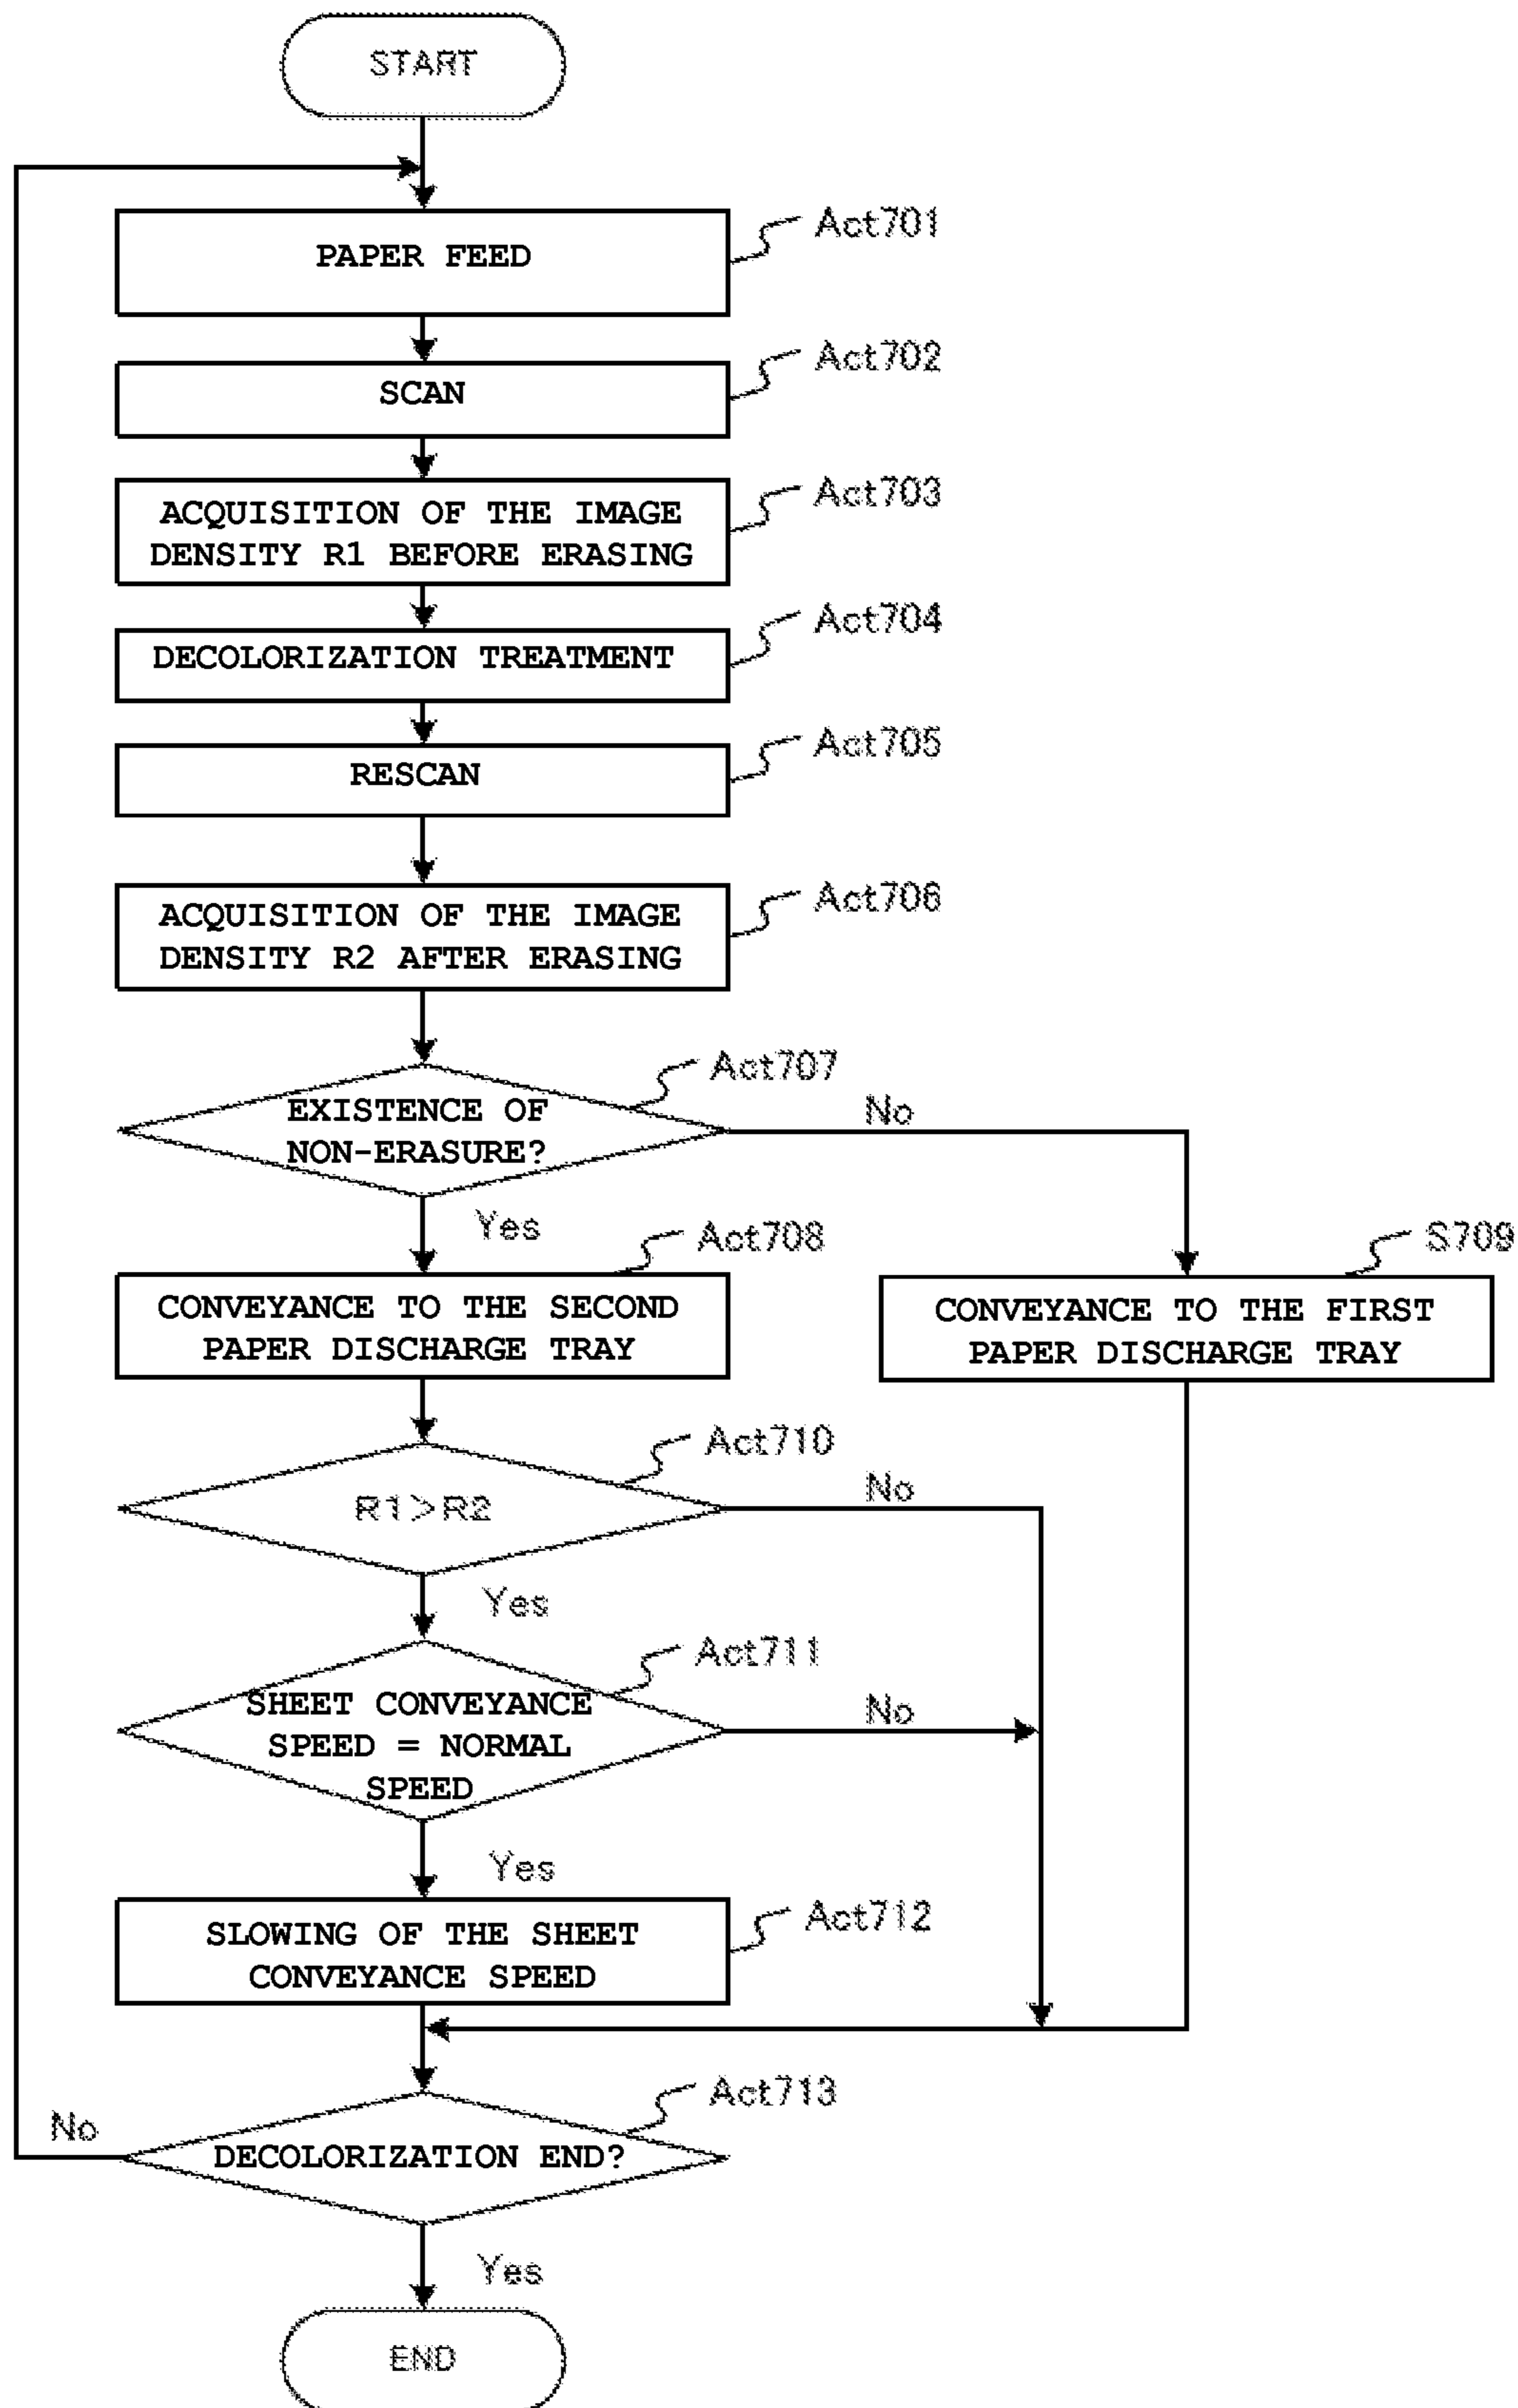 START
PAPER FEED
Act701
SCAN
Act702
ACQUISITION OF THE IMAGE
DENSITY R1 BEFORE ERASING
Act703
DECOLORIZATION TREATMENT
Act704
RESCAN
Act705
ACQUISITION OF THE IMAGE
DENSITY R2 AFTER ERASING
Act706
EXISTENCE OF
NON-ERASURE?
Act707
No
Yes
CONVEYANCE TO THE SECOND
PAPER DISCHARGE TRAY
Act708
CONVEYANCE TO THE FIRST
PAPER DISCHARGE TRAY
S709
R1>R2
Act710
No
Yes
SHEET CONVEYANCE
SPEED = NORMAL
SPEED
Act711
No
Yes
SLOWING OF THE SHEET
CONVEYANCE SPEED
Act712
DECOLORIZATION END?
Act713
No
Yes
END